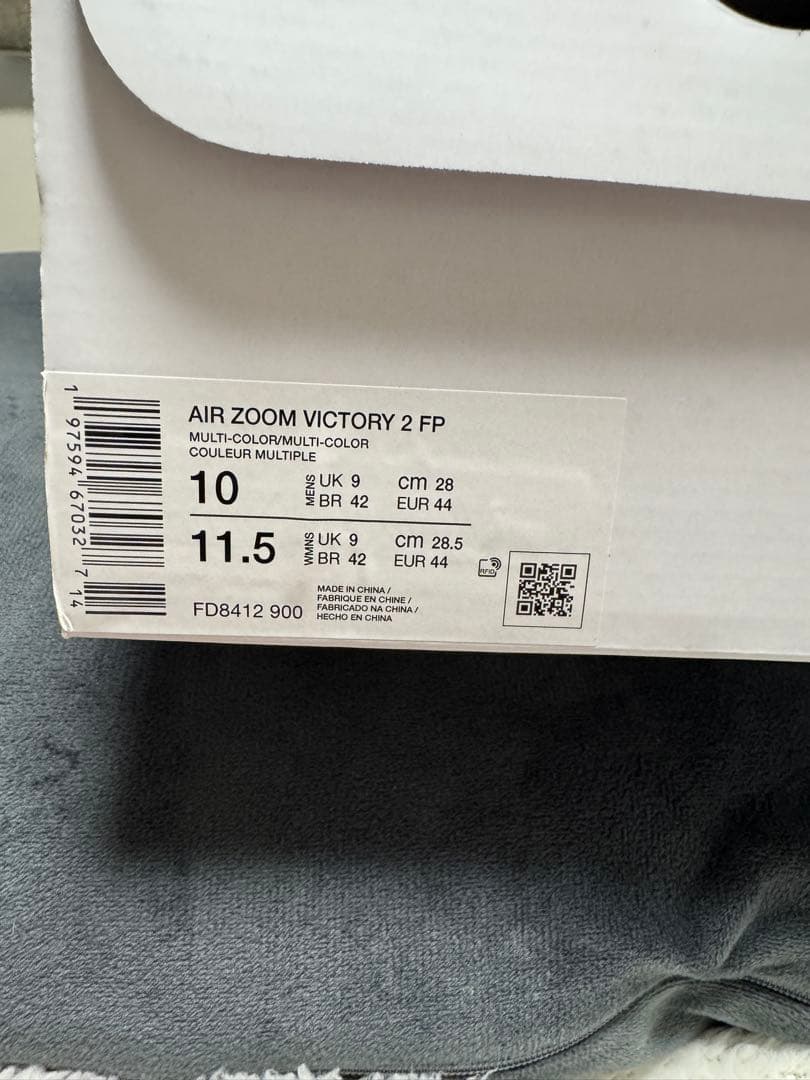 AIR ZOOM VICTORY 2 FP
MULTI-COLOR/MULTI-COLOR
COULEUR MULTIPLE
10 MENS UK 9 cm 28
BR 42 EUR 44
11.5 WMNS UK 9 cm 28.5
BR 42 EUR 44
RFID
FD8412 900
MADE IN CHINA /
FABRIQUE EN CHINE /
FABRICADO NA CHINA /
HECHO EN CHINA
1 97594 67032 7 14